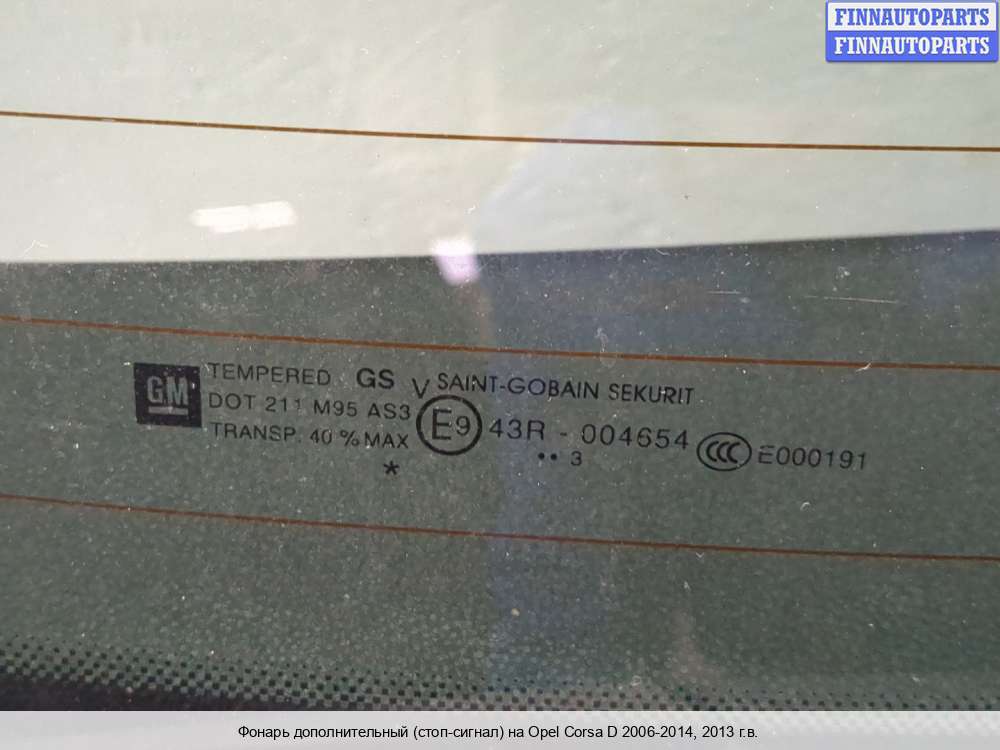 FINNAUTOPARTS
FINNAUTOPARTS
GM
TEMPERED GS V SAINT-GOBAIN SEKURIT
DOT 211 M95 AS3 E9 43R - 004654 CCC E000191
TRANSP. 40 % MAX •• 3
*
Фонарь дополнительный (стоп-сигнал) на Opel Corsa D 2006-2014, 2013 г.в.